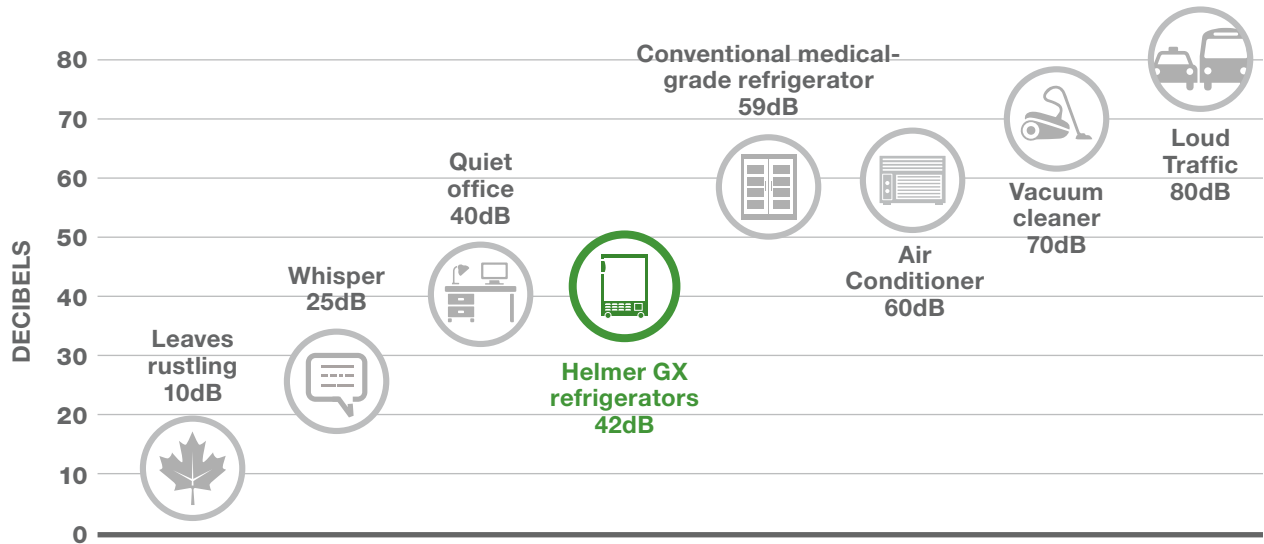 DECIBELS
80
70
60
50
40
30
20
10
0
Leaves
rustling
10dB
Whisper
25dB
Quiet
office
40dB
Helmer GX
refrigerators
42dB
Conventional medical-
grade refrigerator
59dB
Air
Conditioner
60dB
Vacuum
cleaner
70dB
Loud
Traffic
80dB